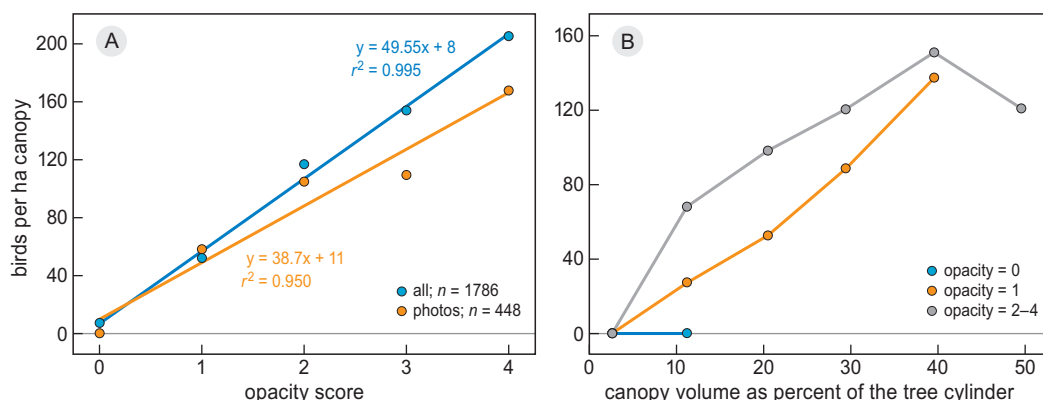 A
y = 49.55x + 8
r² = 0.995
y = 38.7x + 11
r² = 0.950
all; n = 1786
photos; n = 448
200
160
120
80
40
0
0 1 2 3 4
opacity score
birds per ha canopy
B
160
120
80
40
0
opacity = 0
opacity = 1
opacity = 2–4
0 10 20 30 40 50
canopy volume as percent of the tree cylinder